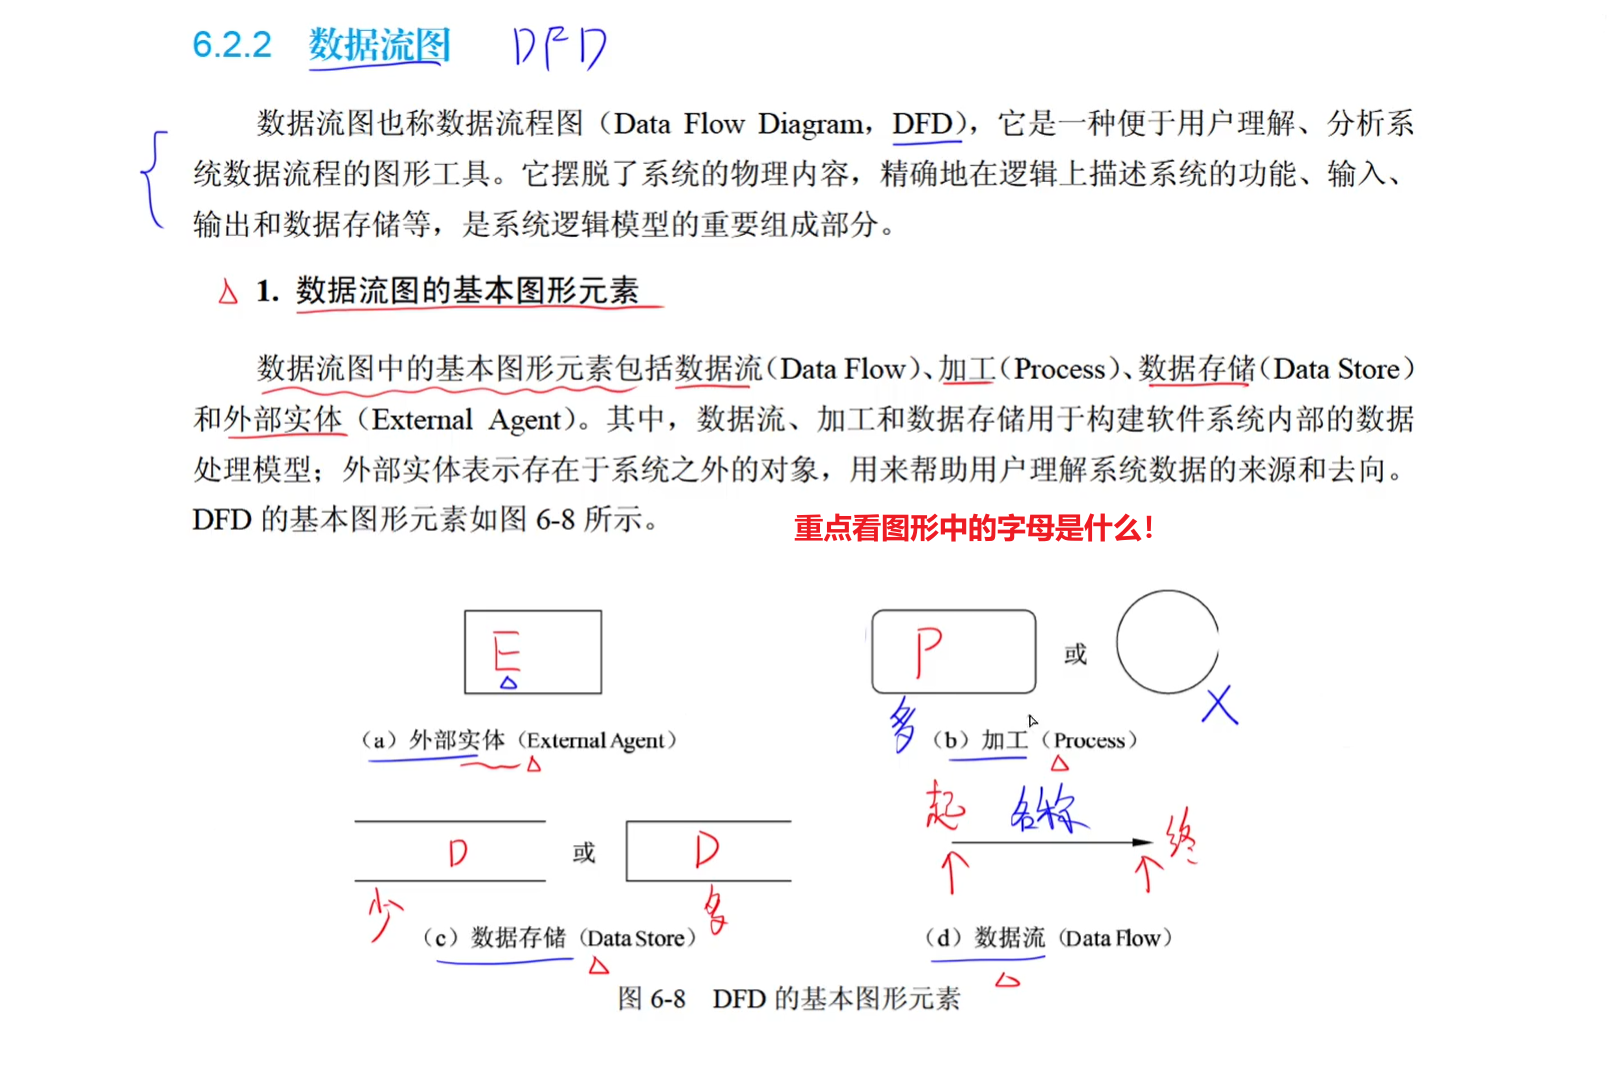 6.2.2 数据流图 DFD
数据流图也称数据流程图（Data Flow Diagram，DFD），它是一种便于用户理解、分析系
统数据流程的图形工具。它摆脱了系统的物理内容，精确地在逻辑上描述系统的功能、输入、
输出和数据存储等，是系统逻辑模型的重要组成部分。
1. 数据流图的基本图形元素
数据流图中的基本图形元素包括数据流（Data Flow）、加工（Process）、数据存储（Data Store）
和外部实体（External Agent）。其中，数据流、加工和数据存储用于构建软件系统内部的数据
处理模型；外部实体表示存在于系统之外的对象，用来帮助用户理解系统数据的来源和去向。
DFD 的基本图形元素如图 6-8 所示。
重点看图形中的字母是什么！
E
P 或
多
（a）外部实体（External Agent）
（b）加工（Process）
起 名称 终
D 或 D
少 多
（c）数据存储（Data Store）
（d）数据流（Data Flow）
图 6-8 DFD 的基本图形元素